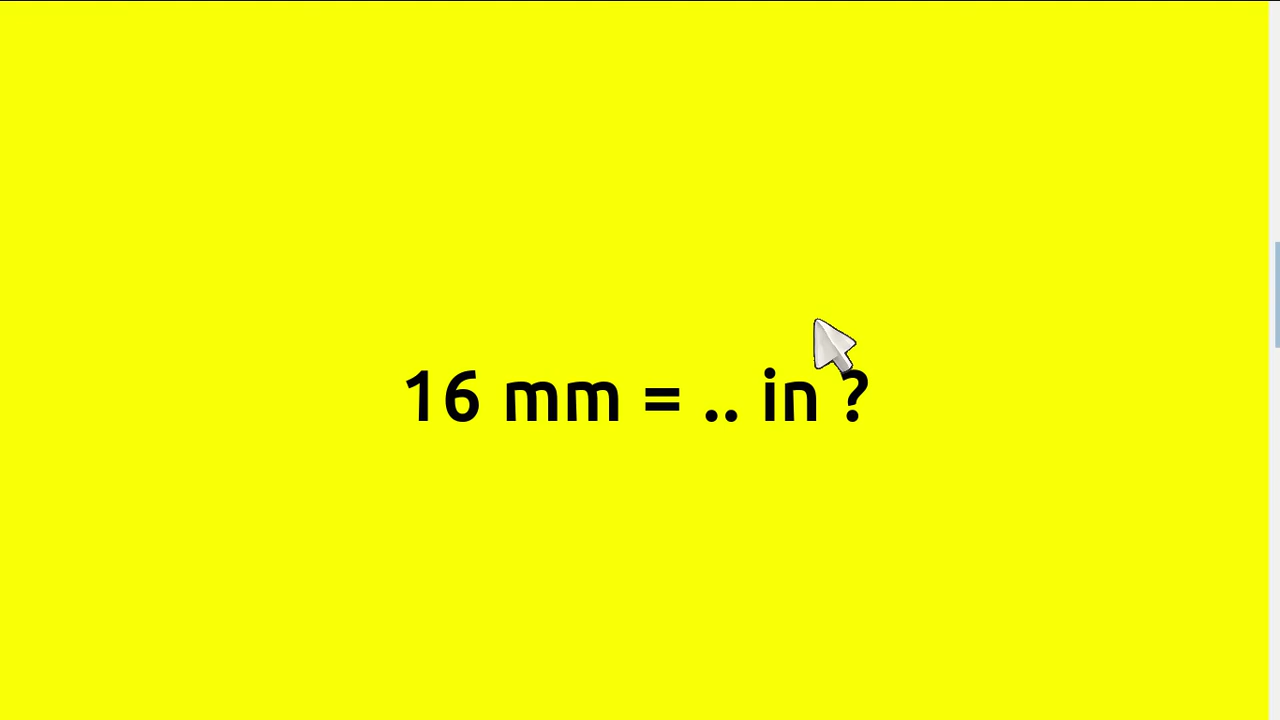 16 mm = .. in ?